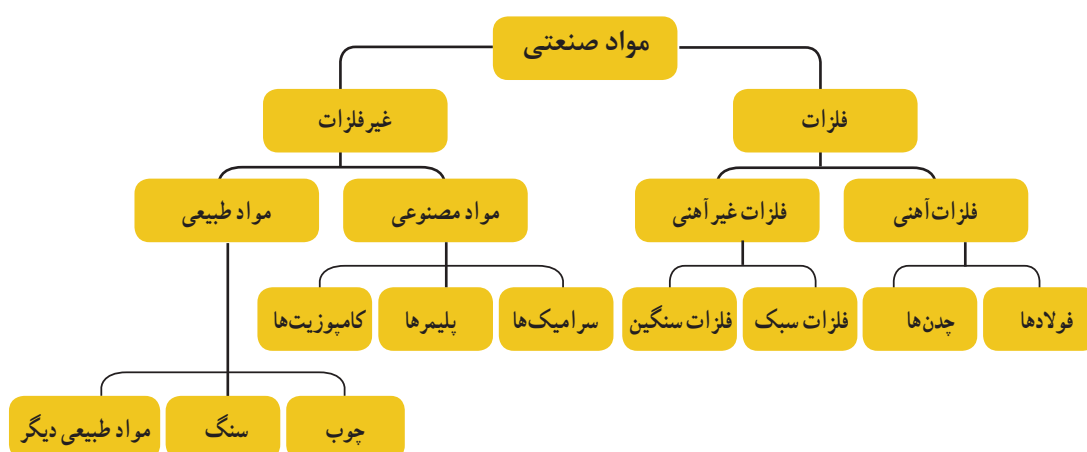 مواد صنعتی
فلزات
غیرفلزات
فلزات‌آهنی
فلزات غیرآهنی
مواد مصنوعی
مواد طبیعی
فولادها
چدن‌ها
فلزات سبک
فلزات سنگین
سرامیک‌ها
پلیمرها
کامپوزیت‌ها
چوب
سنگ
مواد طبیعی دیگر